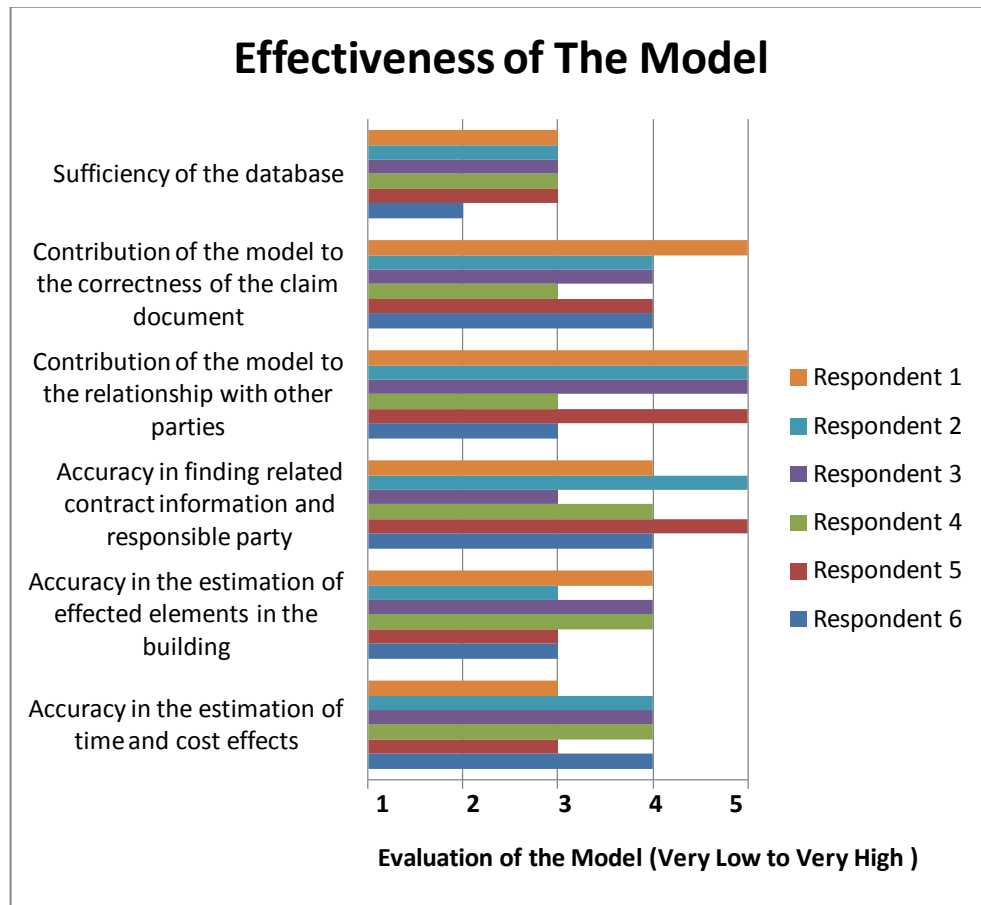 Effectiveness of The Model
Sufficiency of the database
Contribution of the model to
the correctness of the claim
document
Contribution of the model to
the relationship with other
parties
Accuracy in finding related
contract information and
responsible party
Accuracy in the estimation of
effected elements in the
building
Accuracy in the estimation of
time and cost effects
Respondent 1
Respondent 2
Respondent 3
Respondent 4
Respondent 5
Respondent 6
1 2 3 4 5
Evaluation of the Model (Very Low to Very High )